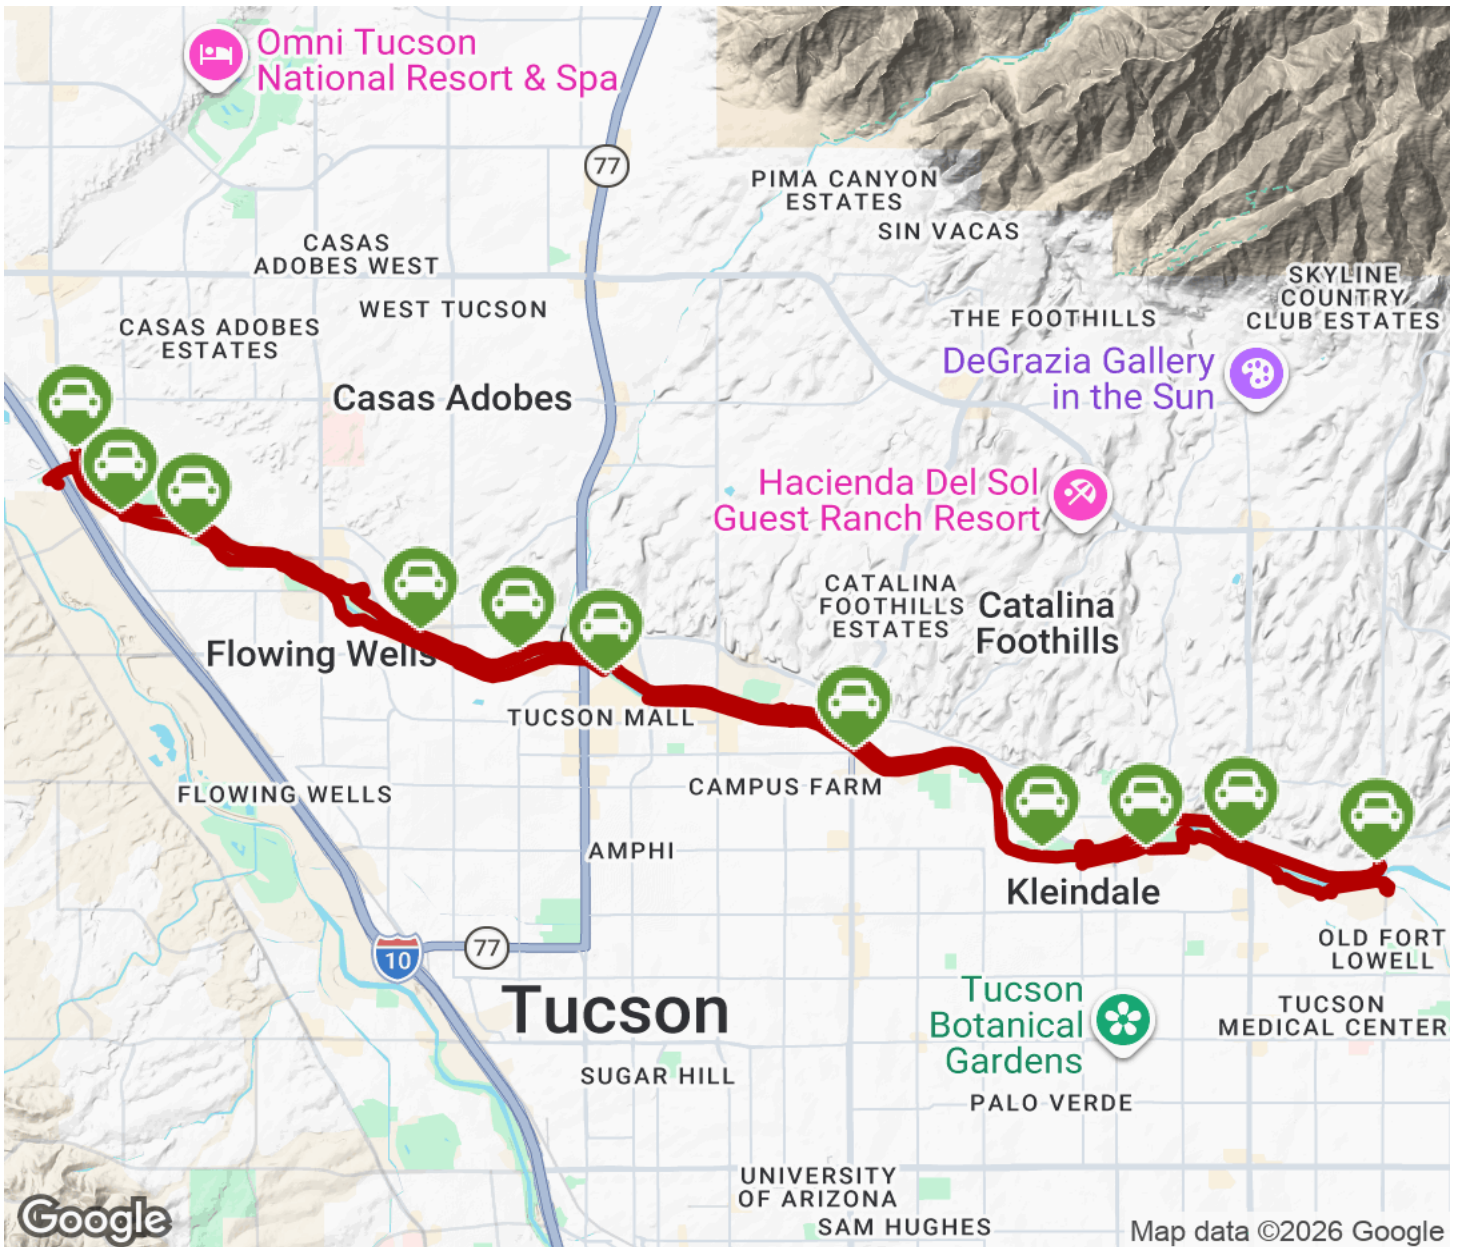 Omni Tucson
National Resort & Spa
77
PIMA CANYON
ESTATES
SIN VACAS
CASAS
ADOBES WEST
SKYLINE
COUNTRY
CLUB ESTATES
WEST TUCSON
THE FOOTHILLS
CASAS ADOBES
ESTATES
DeGrazia Gallery
in the Sun
Casas Adobes
Hacienda Del Sol
Guest Ranch Resort
CATALINA
FOOTHILLS
ESTATES
Catalina
Foothills
Flowing Wells
TUCSON MALL
CAMPUS FARM
FLOWING WELLS
AMPHI
Kleindale
OLD FORT
LOWELL
77
10
Tucson
Tucson
Botanical
Gardens
TUCSON
MEDICAL CENTER
SUGAR HILL
PALO VERDE
UNIVERSITY
OF ARIZONA
SAM HUGHES
Google
Map data ©2026 Google